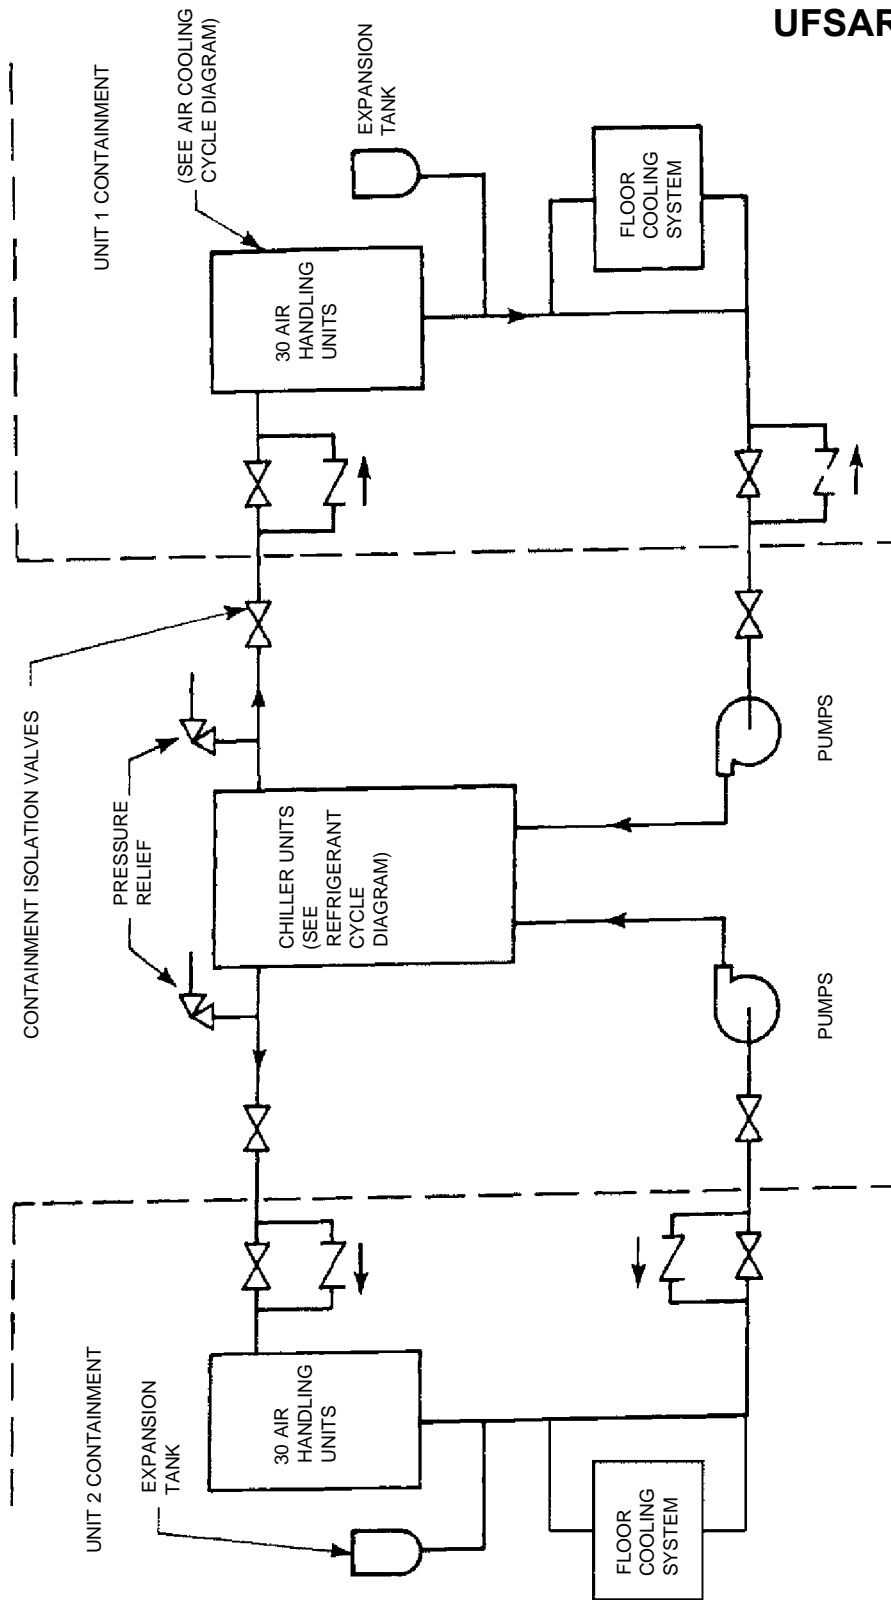 UFSAR
UNIT 2 CONTAINMENT
EXPANSION
TANK
30 AIR
HANDLING
UNITS
FLOOR
COOLING
SYSTEM
CONTAINMENT ISOLATION VALVES
PRESSURE
RELIEF
CHILLER UNITS
(SEE
REFRIGERANT
CYCLE
DIAGRAM)
PUMPS
PUMPS
UNIT 1 CONTAINMENT
(SEE AIR COOLING
CYCLE DIAGRAM)
30 AIR
HANDLING
UNITS
EXPANSION
TANK
FLOOR
COOLING
SYSTEM